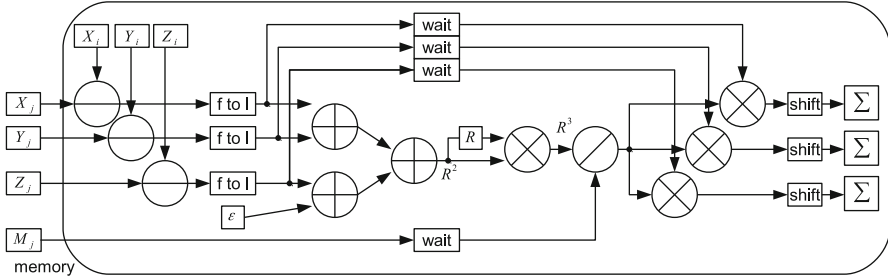 X_i Y_i Z_i wait
wait
wait
X_j f to I shift Σ
Y_j f to I R R^3 shift Σ
R^2
Z_j f to I shift Σ
ε
M_j wait
memory